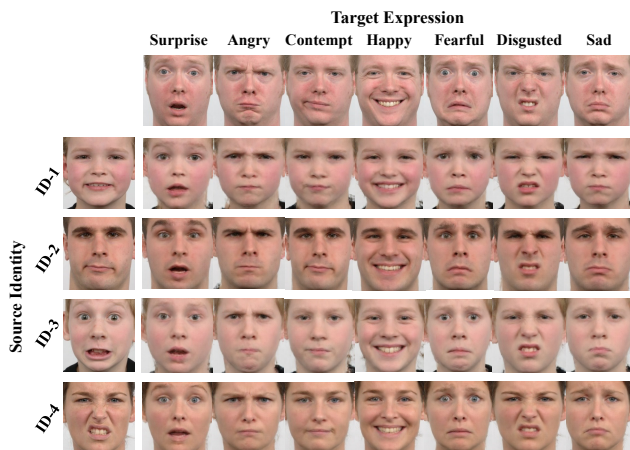 Target Expression
Surprise Angry Contempt Happy Fearful Disgusted Sad
Source Identity
ID-1
ID-2
ID-3
ID-4